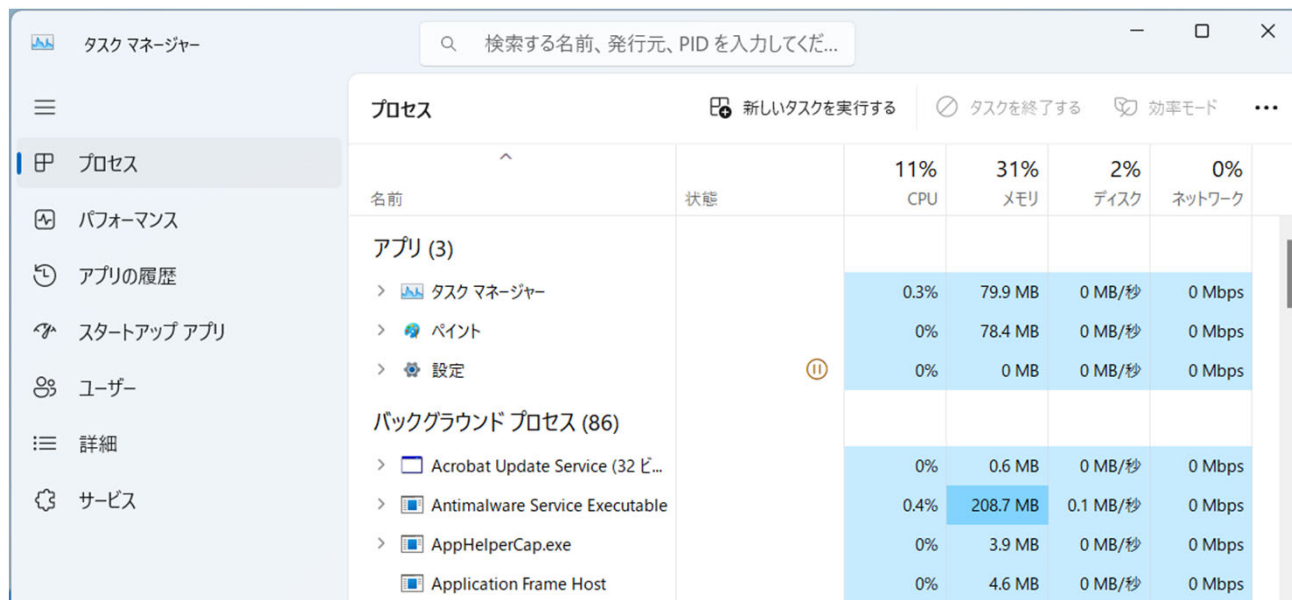 タスク マネージャー
検索する名前、発行元、PID を入力してくだ...
プロセス
新しいタスクを実行する
タスクを終了する
効率モード
プロセス
パフォーマンス
アプリの履歴
スタートアップ アプリ
ユーザー
詳細
サービス
11% 31% 2% 0%
名前 状態 CPU メモリ ディスク ネットワーク
アプリ (3)
タスク マネージャー 0.3% 79.9 MB 0 MB/秒 0 Mbps
ペイント 0% 78.4 MB 0 MB/秒 0 Mbps
設定 0% 0 MB 0 MB/秒 0 Mbps
バックグラウンド プロセス (86)
Acrobat Update Service (32 ビ... 0% 0.6 MB 0 MB/秒 0 Mbps
Antimalware Service Executable 0.4% 208.7 MB 0.1 MB/秒 0 Mbps
AppHelperCap.exe 0% 3.9 MB 0 MB/秒 0 Mbps
Application Frame Host 0% 4.6 MB 0 MB/秒 0 Mbps